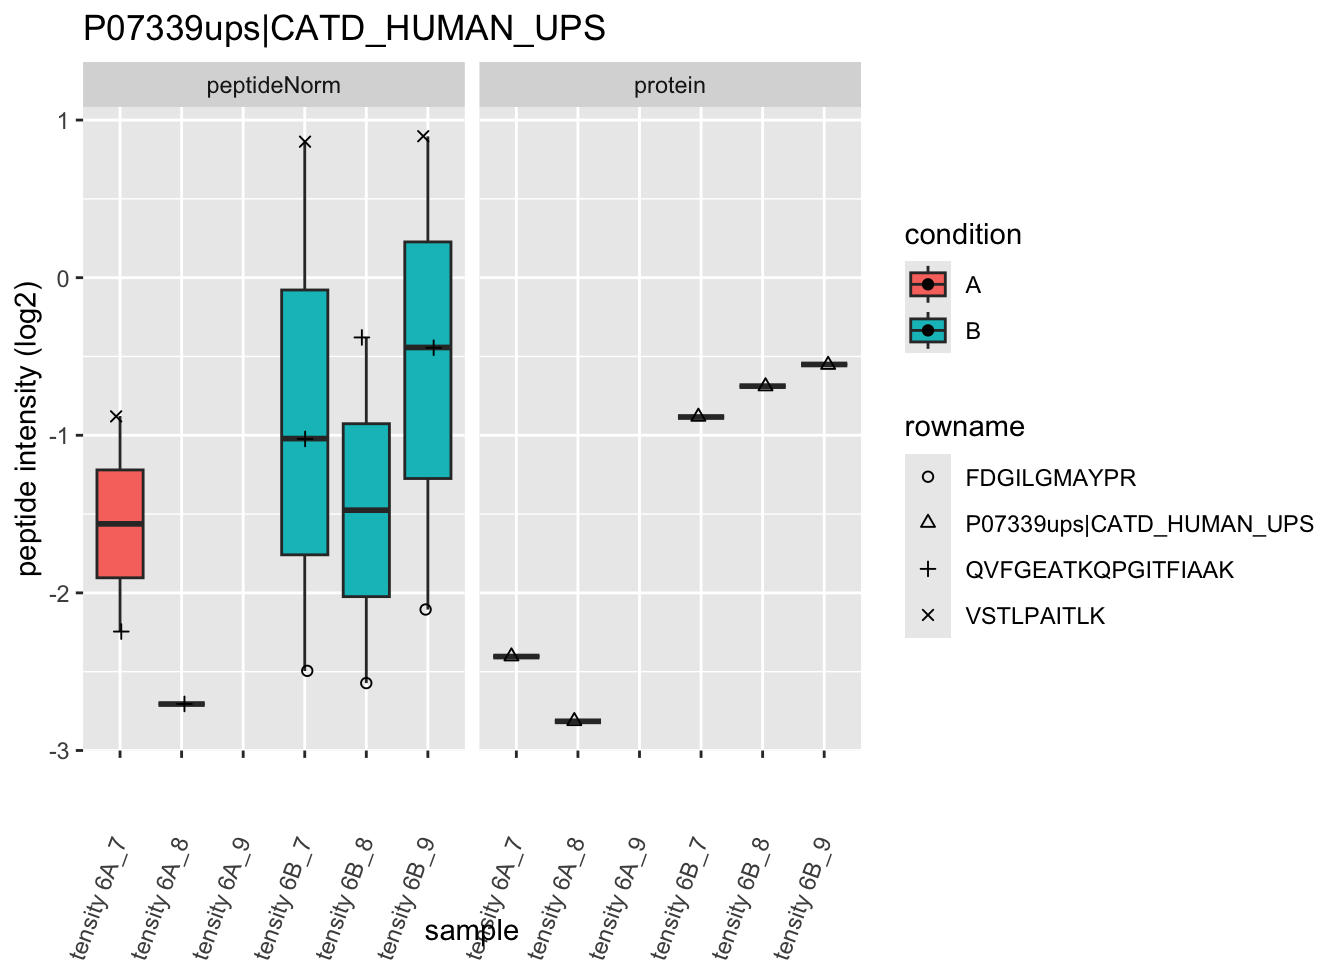 P07339ups|CATD_HUMAN_UPS
peptideNorm
protein
peptide intensity (log2)
1
0
-1
-2
-3
tensity 6A_7
tensity 6A_8
tensity 6A_9
tensity 6B_7
tensity 6B_8
tensity 6B_9
tensity 6A_7
tensity 6A_8
tensity 6A_9
tensity 6B_7
tensity 6B_8
tensity 6B_9
sample
condition
A
B
rowname
FDGILGMAYPR
P07339ups|CATD_HUMAN_UPS
QVFGEATKQPGITFIAAK
VSTLPAITLK